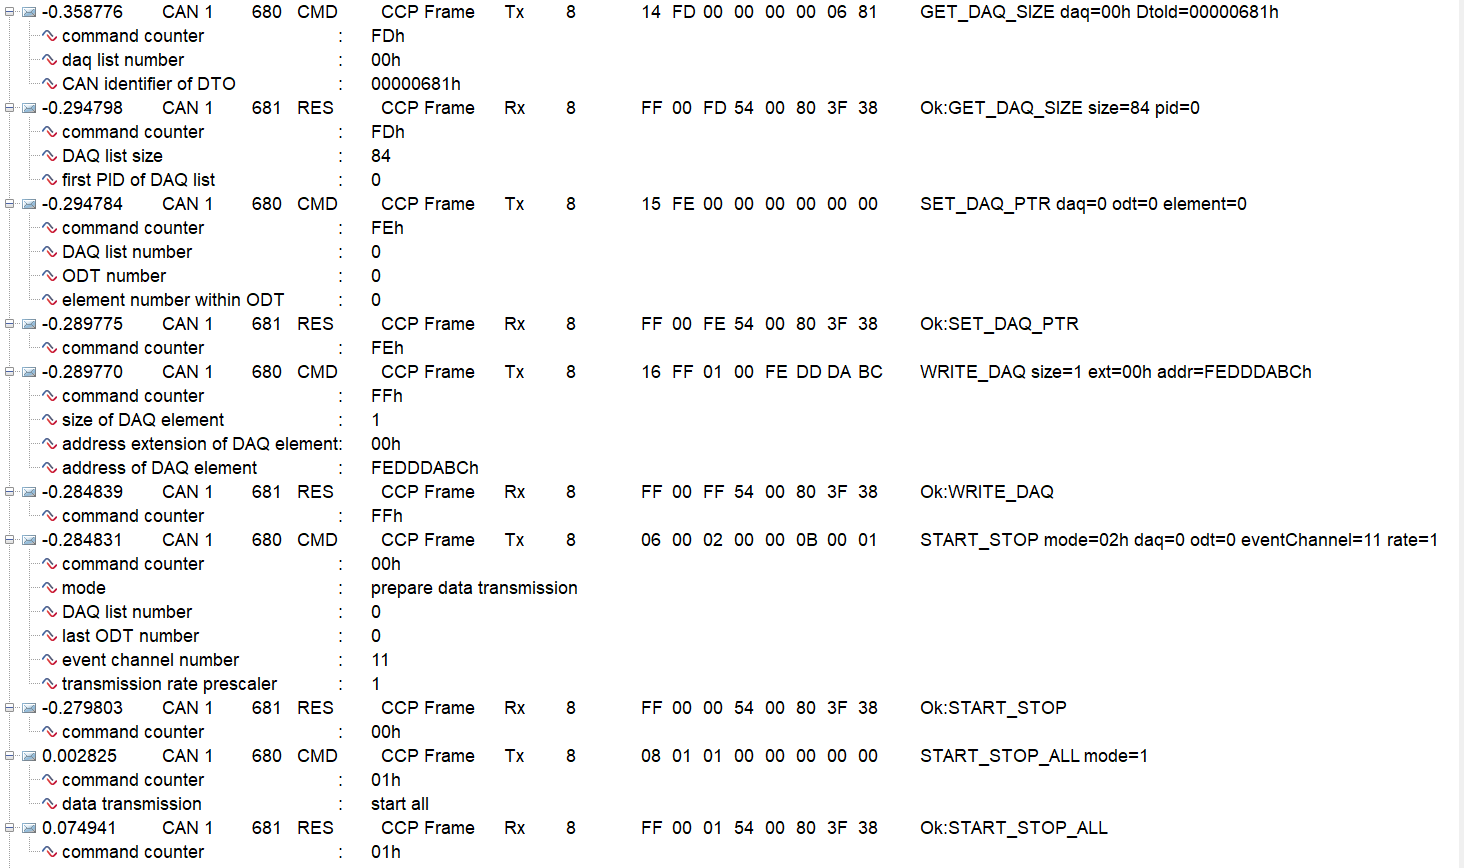 -0.358776 CAN 1 680 CMD CCP Frame Tx 8 14 FD 00 00 00 00 06 81 GET_DAQ_SIZE daq=00h DtoId=00000681h
command counter : FDh
daq list number : 00h
CAN identifier of DTO : 00000681h
-0.294798 CAN 1 681 RES CCP Frame Rx 8 FF 00 FD 54 00 80 3F 38 Ok:GET_DAQ_SIZE size=84 pid=0
command counter : FDh
DAQ list size : 84
first PID of DAQ list : 0
-0.294784 CAN 1 680 CMD CCP Frame Tx 8 15 FE 00 00 00 00 00 00 SET_DAQ_PTR daq=0 odt=0 element=0
command counter : FEh
DAQ list number : 0
ODT number : 0
element number within ODT : 0
-0.289775 CAN 1 681 RES CCP Frame Rx 8 FF 00 FE 54 00 80 3F 38 Ok:SET_DAQ_PTR
command counter : FEh
-0.289770 CAN 1 680 CMD CCP Frame Tx 8 16 FF 01 00 FE DD DA BC WRITE_DAQ size=1 ext=00h addr=FEDDDABCh
command counter : FFh
size of DAQ element : 1
address extension of DAQ element: 00h
address of DAQ element : FEDDDABCh
-0.284839 CAN 1 681 RES CCP Frame Rx 8 FF 00 FF 54 00 80 3F 38 Ok:WRITE_DAQ
command counter : FFh
-0.284831 CAN 1 680 CMD CCP Frame Tx 8 06 00 02 00 00 0B 00 01 START_STOP mode=02h daq=0 odt=0 eventChannel=11 rate=1
command counter : 00h
mode : prepare data transmission
DAQ list number : 0
last ODT number : 0
event channel number : 11
transmission rate prescaler : 1
-0.279803 CAN 1 681 RES CCP Frame Rx 8 FF 00 00 54 00 80 3F 38 Ok:START_STOP
command counter : 00h
0.002825 CAN 1 680 CMD CCP Frame Tx 8 08 01 01 00 00 00 00 00 START_STOP_ALL mode=1
command counter : 01h
data transmission : start all
0.074941 CAN 1 681 RES CCP Frame Rx 8 FF 00 01 54 00 80 3F 38 Ok:START_STOP_ALL
command counter : 01h